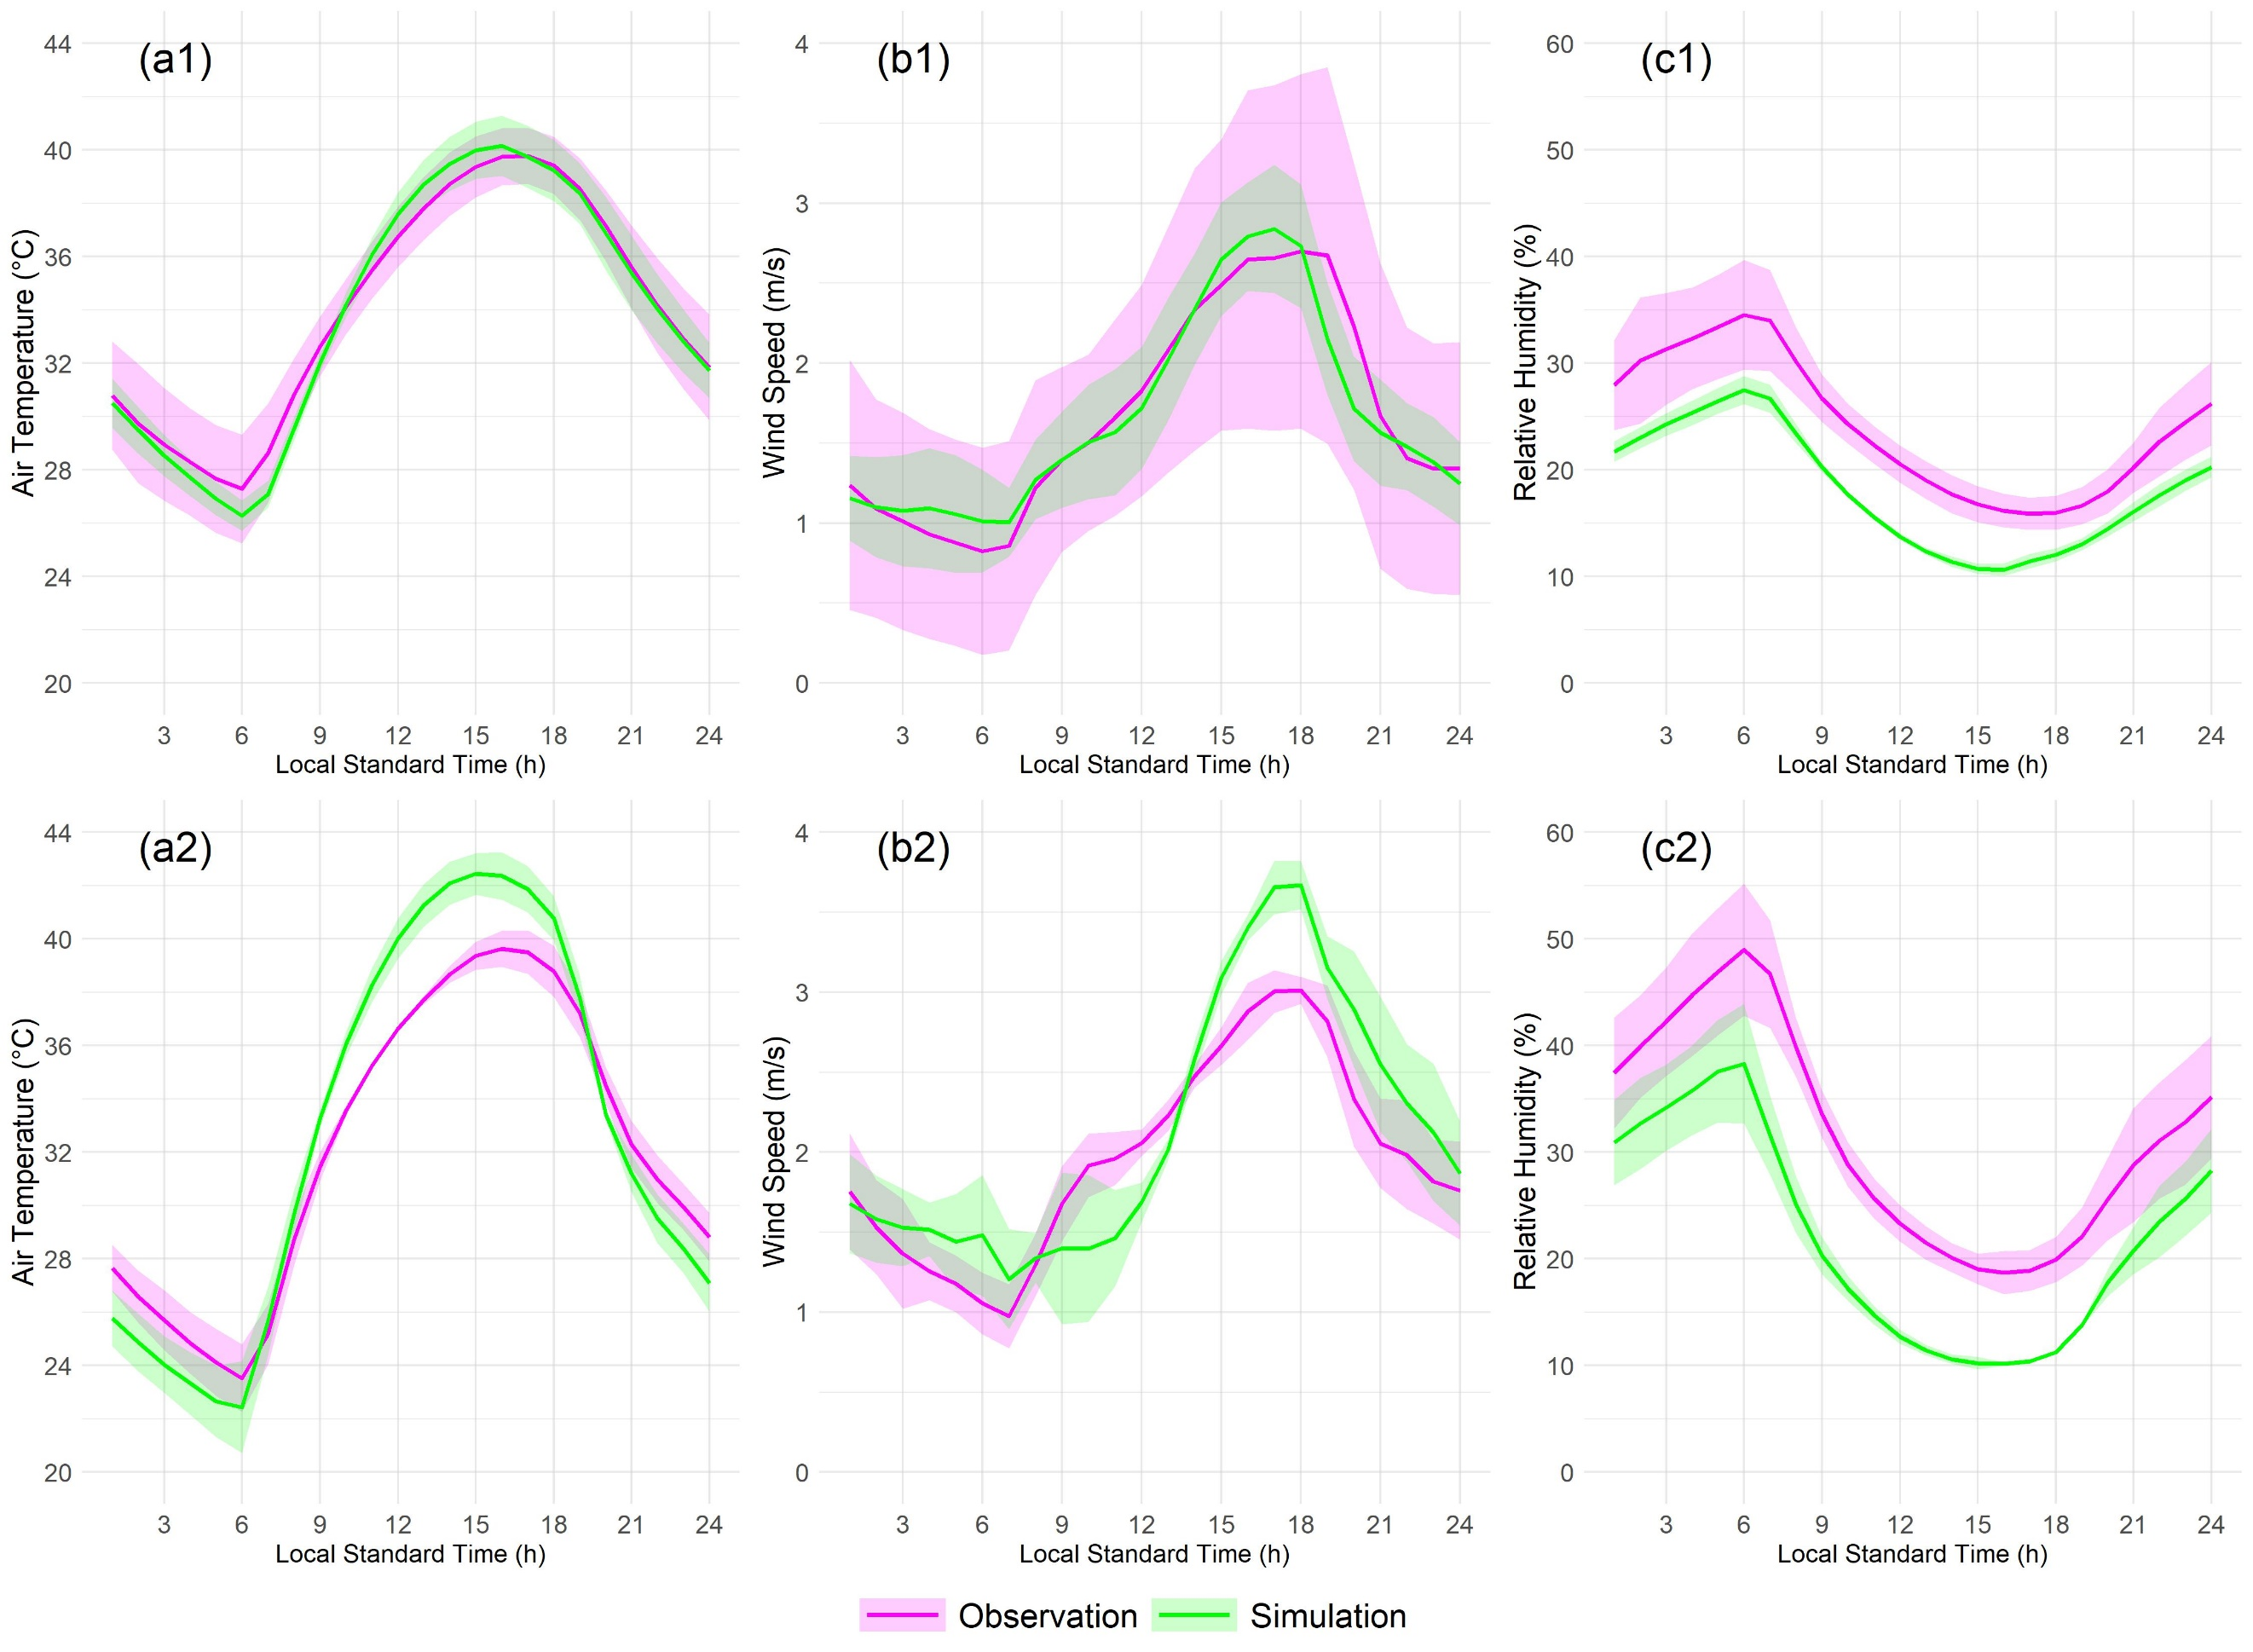 (a1)
44
40
36
32
28
24
20
Air Temperature (°C)
3 6 9 12 15 18 21 24
Local Standard Time (h)
(b1)
4
3
2
1
0
Wind Speed (m/s)
3 6 9 12 15 18 21 24
Local Standard Time (h)
(c1)
60
50
40
30
20
10
0
Relative Humidity (%)
3 6 9 12 15 18 21 24
Local Standard Time (h)
(a2)
44
40
36
32
28
24
20
Air Temperature (°C)
3 6 9 12 15 18 21 24
Local Standard Time (h)
(b2)
4
3
2
1
0
Wind Speed (m/s)
3 6 9 12 15 18 21 24
Local Standard Time (h)
(c2)
60
50
40
30
20
10
0
Relative Humidity (%)
3 6 9 12 15 18 21 24
Local Standard Time (h)
Observation Simulation